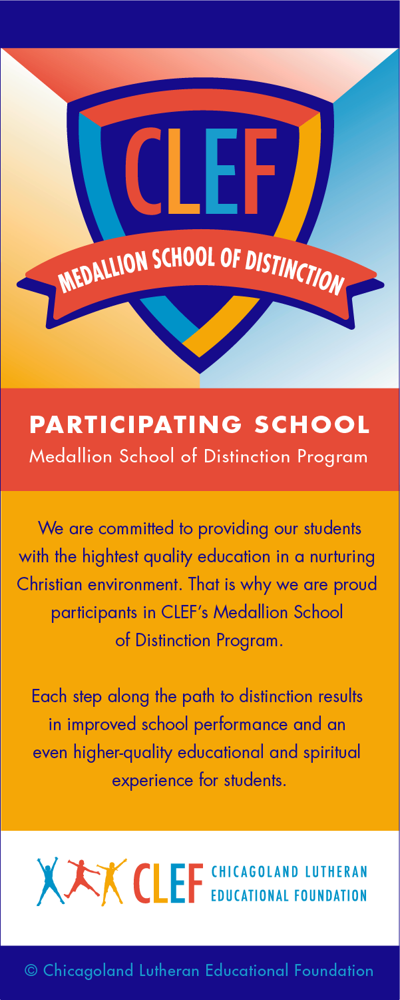 CLEF
MEDALLION SCHOOL OF DISTINCTION
PARTICIPATING SCHOOL
Medallion School of Distinction Program
We are committed to providing our students
with the hightest quality education in a nurturing
Christian environment. That is why we are proud
participants in CLEF's Medallion School
of Distinction Program.
Each step along the path to distinction results
in improved school performance and an
even higher-quality educational and spiritual
experience for students.
CLEF
CHICAGOLAND LUTHERAN
EDUCATIONAL FOUNDATION
© Chicagoland Lutheran Educational Foundation